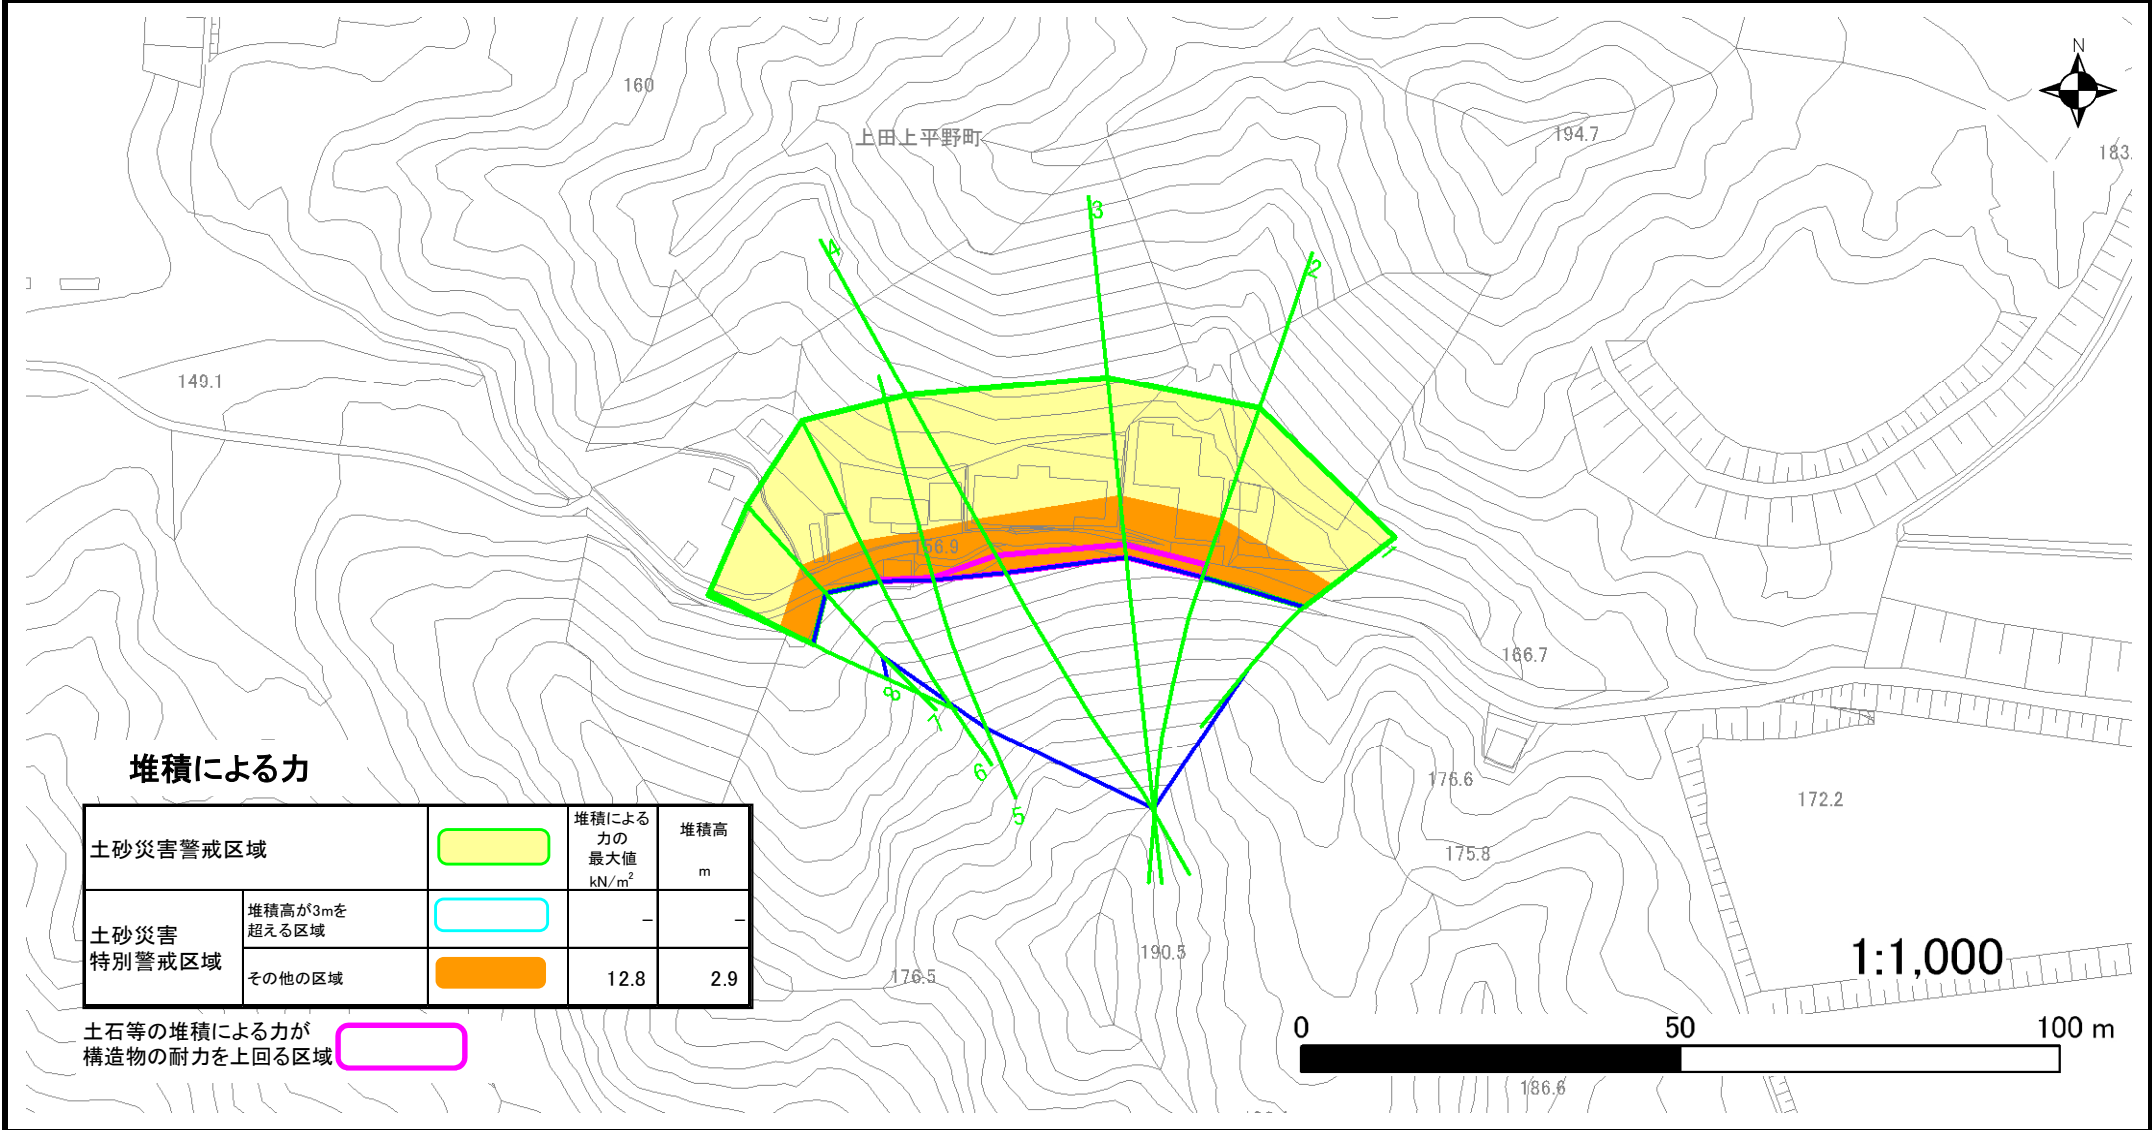 N
160
上田上平野町
194.7
183.
3
4
2
149.1
156.9
166.7
8
7
6
5
176.6
172.2
175.8
190.5
176.5
186.6
堆積による力
土砂災害警戒区域
堆積による
力の
最大値
kN/m²
堆積高
m
土砂災害
特別警戒区域
堆積高が3mを
超える区域
-
-
その他の区域
12.8
2.9
土石等の堆積による力が
構造物の耐力を上回る区域
1:1,000
0
50
100 m